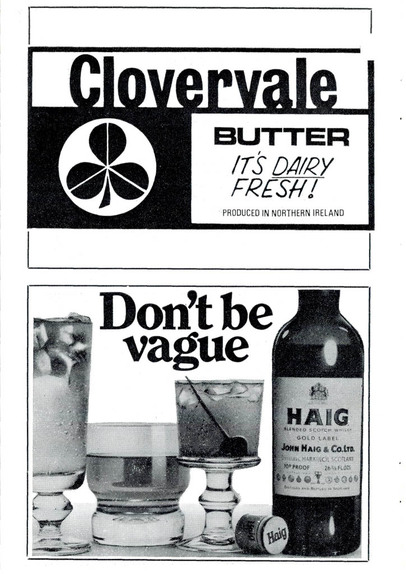 Clovervale
BUTTER
IT'S DAIRY
FRESH!
PRODUCED IN NORTHERN IRELAND
Don't be
vague
HAIG
BLENDED SCOTCH WHISKY
GOLD LABEL
JOHN HAIG & CO. LTD.
MARKINCH, SCOTLAND
70° PROOF 26⅔ FL.OZS.
Haig